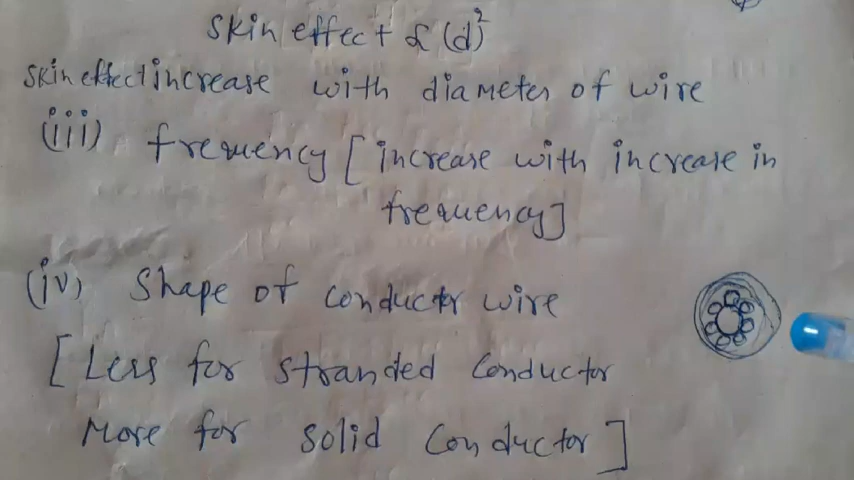 Skin effect α (d)²
Skin effect increase with diameter of wire
(iii) frequency [increase with increase in
frequency]
(iv) Shape of conductor wire
[Less for stranded conductor
More for solid conductor]